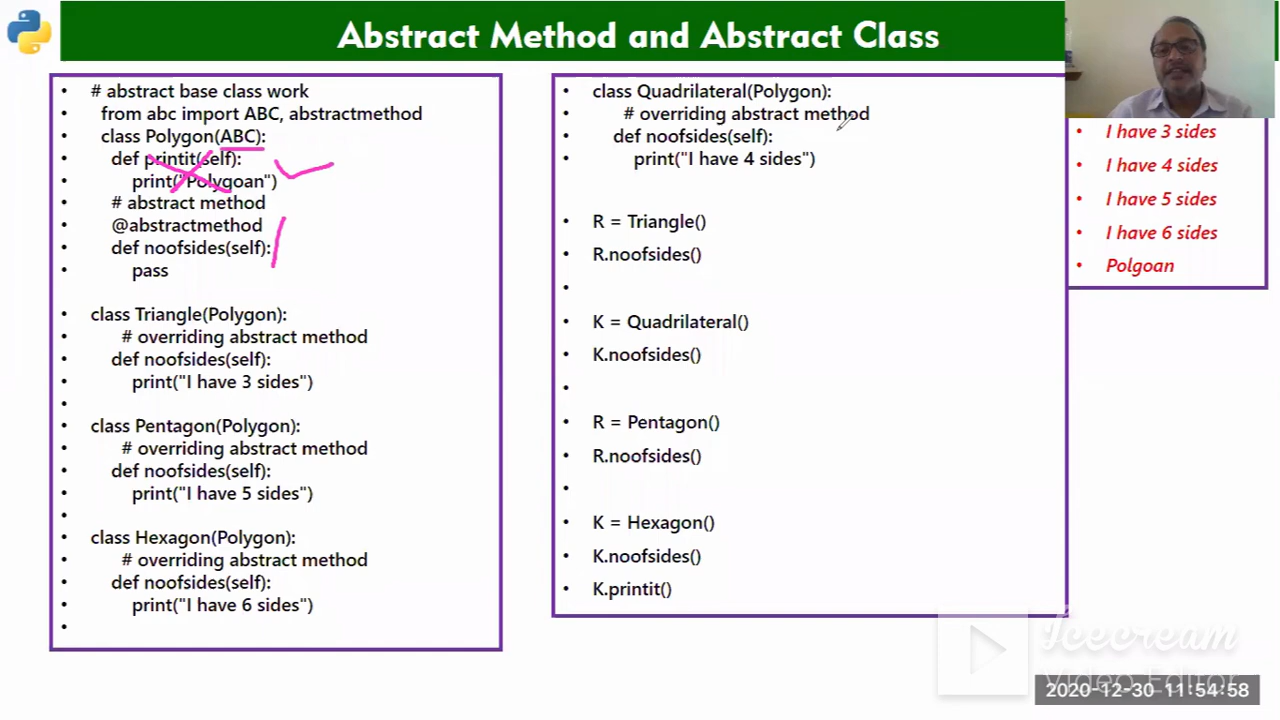 Abstract Method and Abstract Class
# abstract base class work
from abc import ABC, abstractmethod
class Polygon(ABC):
def printit(self):
print("Polygoan")
# abstract method
@abstractmethod
def noofsides(self):
pass
class Triangle(Polygon):
# overriding abstract method
def noofsides(self):
print("I have 3 sides")
class Pentagon(Polygon):
# overriding abstract method
def noofsides(self):
print("I have 5 sides")
class Hexagon(Polygon):
# overriding abstract method
def noofsides(self):
print("I have 6 sides")
class Quadrilateral(Polygon):
# overriding abstract method
def noofsides(self):
print("I have 4 sides")
R = Triangle()
R.noofsides()
K = Quadrilateral()
K.noofsides()
R = Pentagon()
R.noofsides()
K = Hexagon()
K.noofsides()
K.printit()
I have 3 sides
I have 4 sides
I have 5 sides
I have 6 sides
Polgoan
Icecream
Video Editor
2020-12-30 11:54:58